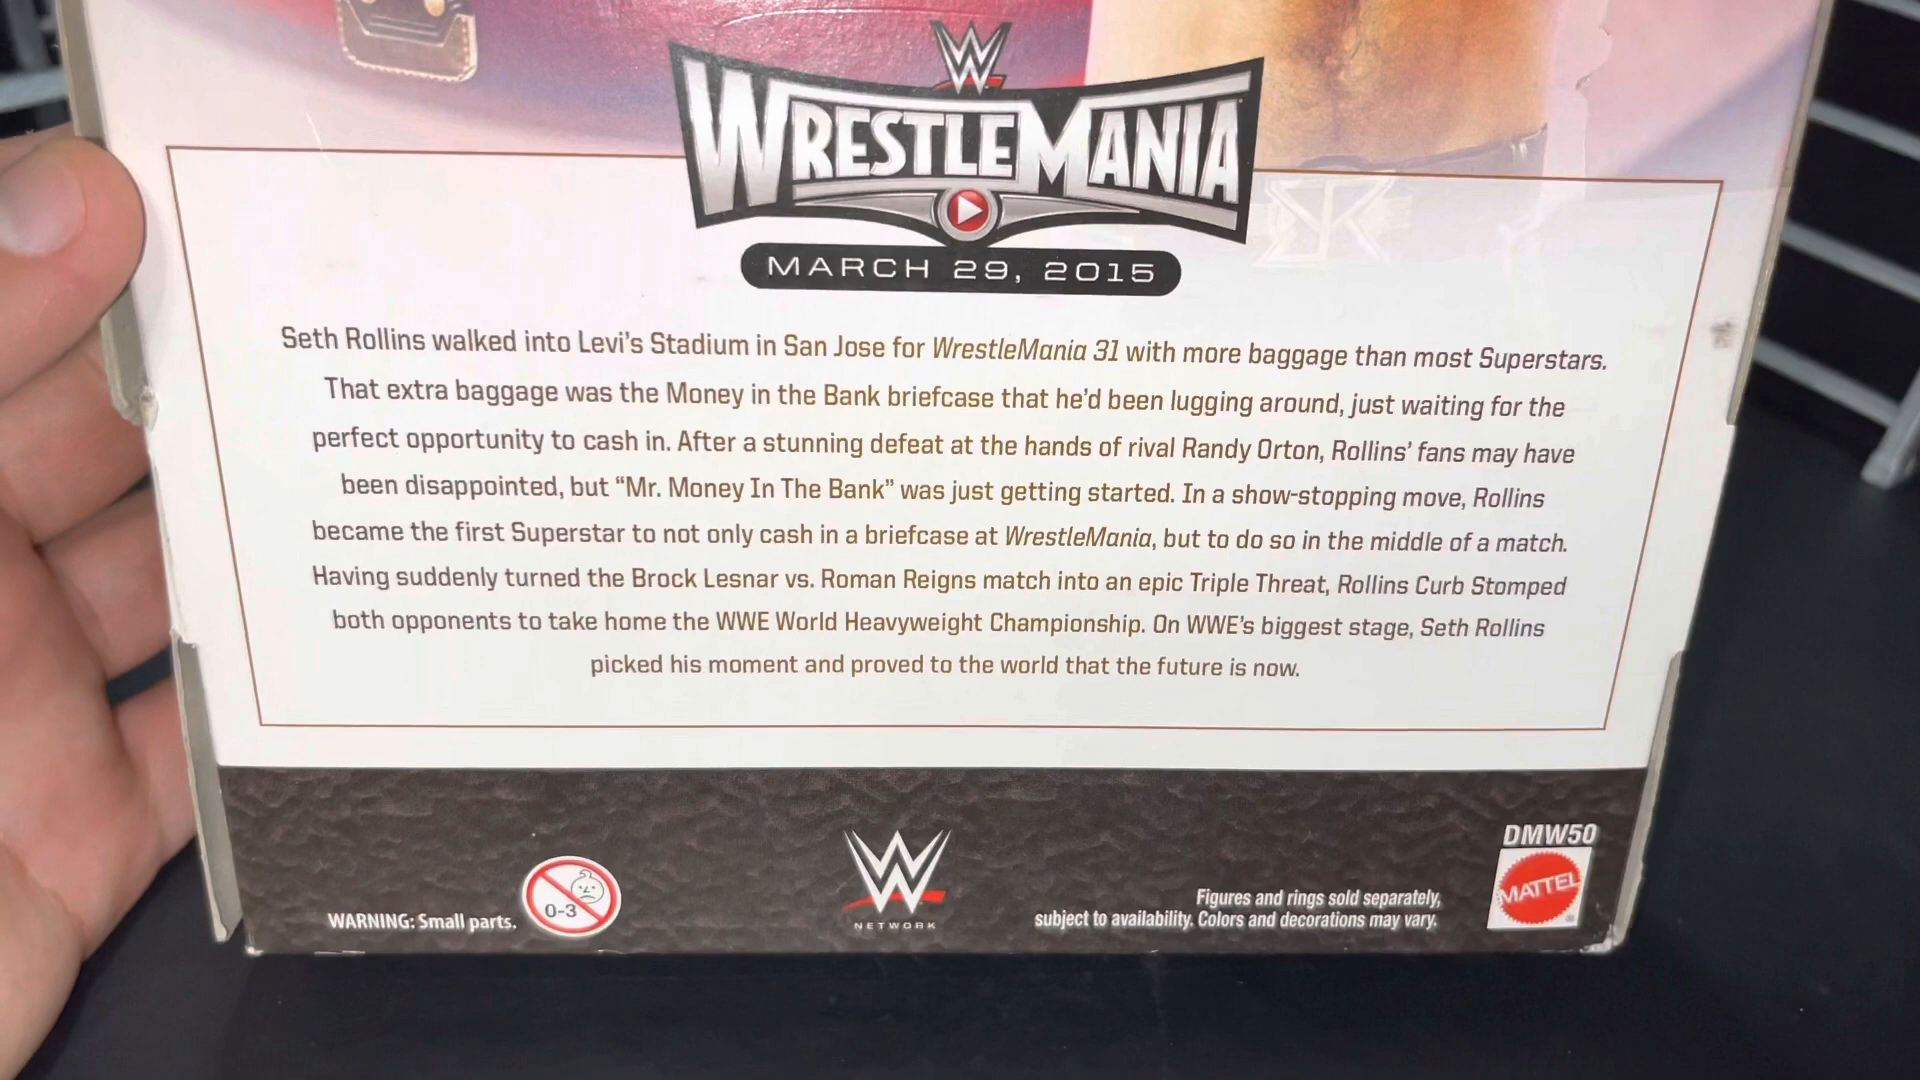 W
WRESTLEMANIA
MARCH 29, 2015
Seth Rollins walked into Levi's Stadium in San Jose for WrestleMania 31 with more baggage than most Superstars.
That extra baggage was the Money in the Bank briefcase that he'd been lugging around, just waiting for the
perfect opportunity to cash in. After a stunning defeat at the hands of rival Randy Orton, Rollins' fans may have
been disappointed, but “Mr. Money In The Bank” was just getting started. In a show-stopping move, Rollins
became the first Superstar to not only cash in a briefcase at WrestleMania, but to do so in the middle of a match.
Having suddenly turned the Brock Lesnar vs. Roman Reigns match into an epic Triple Threat, Rollins Curb Stomped
both opponents to take home the WWE World Heavyweight Championship. On WWE's biggest stage, Seth Rollins
picked his moment and proved to the world that the future is now.
WARNING: Small parts.
0-3
W
NETWORK
Figures and rings sold separately,
subject to availability. Colors and decorations may vary.
DMW50
MATTEL